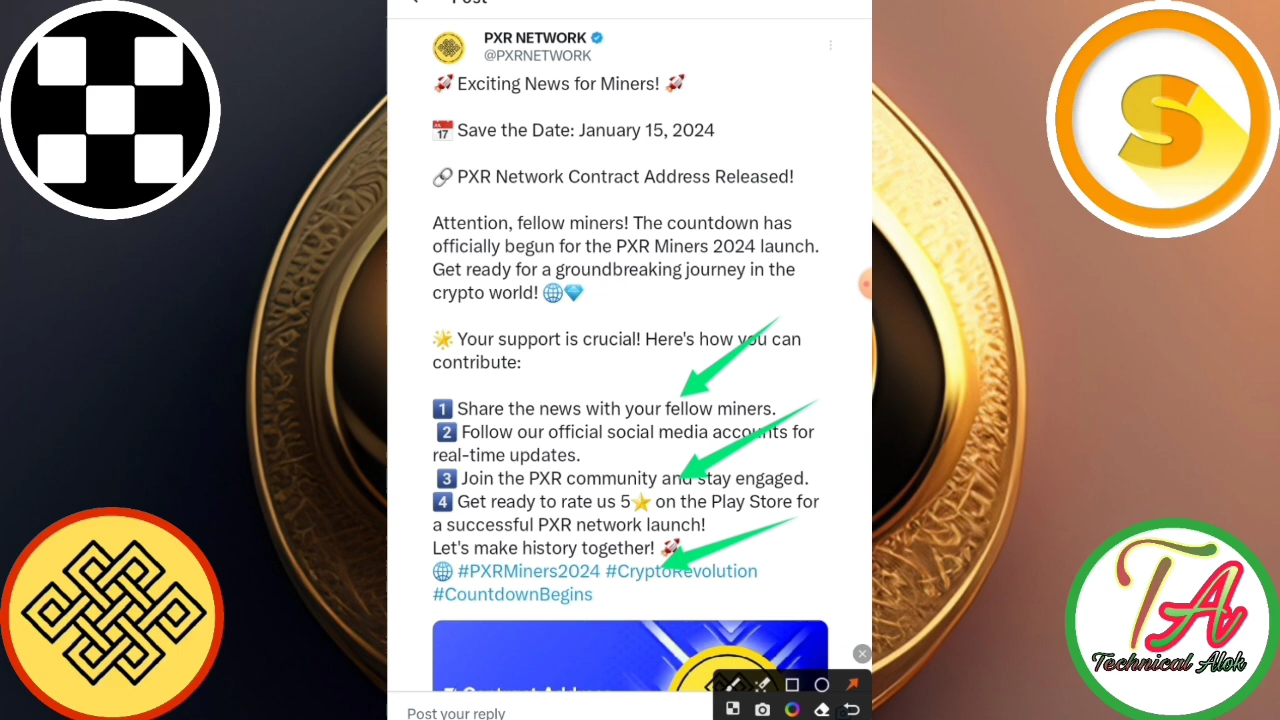 Post
PXR NETWORK
@PXRNETWORK
🚀 Exciting News for Miners! 🚀
📅 Save the Date: January 15, 2024
🔗 PXR Network Contract Address Released!
Attention, fellow miners! The countdown has
officially begun for the PXR Miners 2024 launch.
Get ready for a groundbreaking journey in the
crypto world! 🌐💎
🌟 Your support is crucial! Here's how you can
contribute:
1️⃣ Share the news with your fellow miners.
2️⃣ Follow our official social media accounts for
real-time updates.
3️⃣ Join the PXR community and stay engaged.
4️⃣ Get ready to rate us 5⭐ on the Play Store for
a successful PXR network launch!
Let's make history together! 🚀
🌐 #PXRMiners2024 #CryptoRevolution
#CountdownBegins
Contract Address
Post your reply
S
TA
Technical Alok